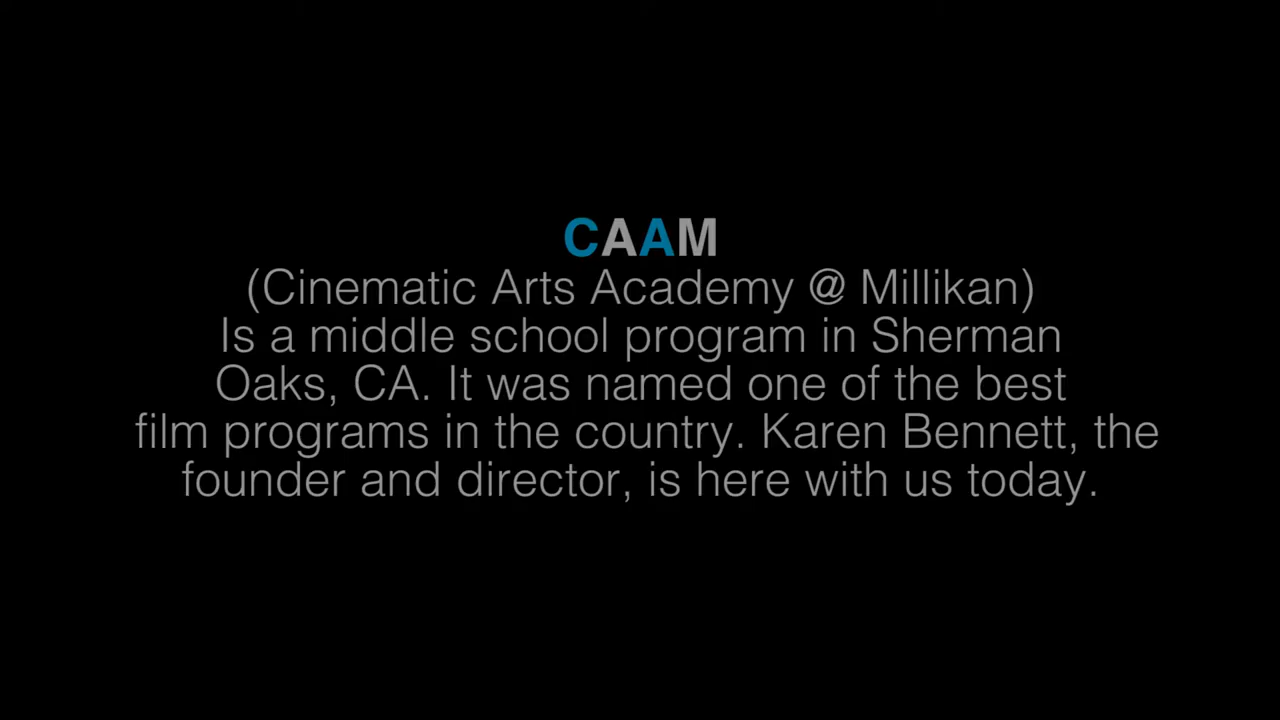 CAAM
(Cinematic Arts Academy @ Millikan)
Is a middle school program in Sherman
Oaks, CA. It was named one of the best
film programs in the country. Karen Bennett, the
founder and director, is here with us today.